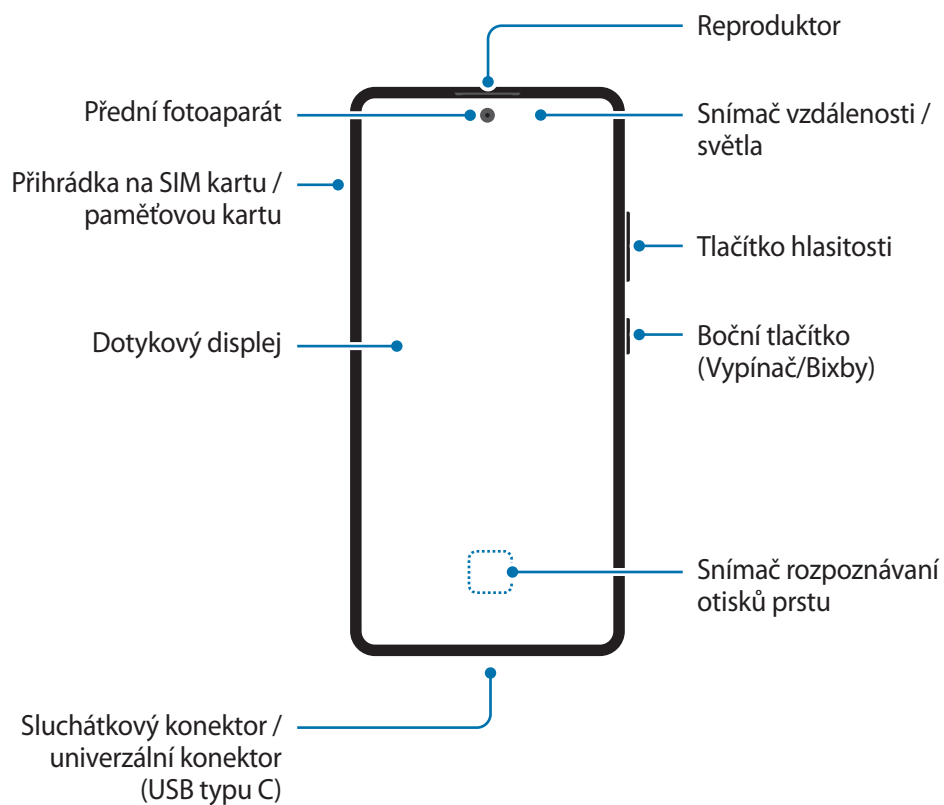 Reproduktor
Přední fotoaparát
Snímač vzdálenosti /
světla
Přihrádka na SIM kartu /
paměťovou kartu
Tlačítko hlasitosti
Dotykový displej
Boční tlačítko
(Vypínač/Bixby)
Snímač rozpoznávaní
otisků prstu
Sluchátkový konektor /
univerzální konektor
(USB typu C)